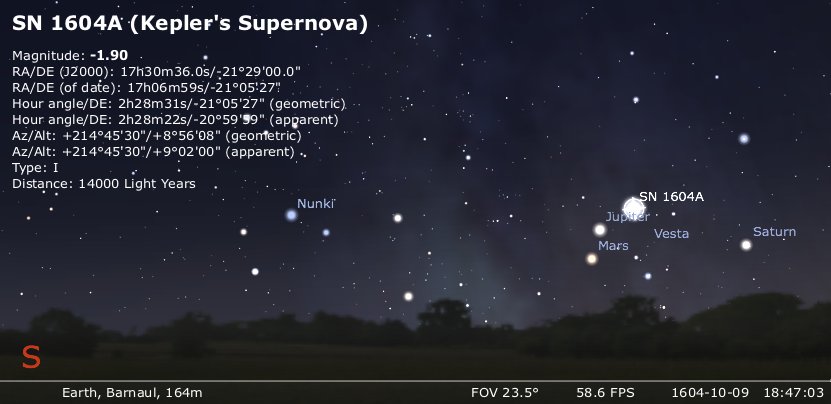 SN 1604A (Kepler's Supernova)
Magnitude: -1.90
RA/DE (J2000): 17h30m36.0s/-21°29'00.0"
RA/DE (of date): 17h06m59s/-21°05'27"
Hour angle/DE: 2h28m31s/-21°05'27" (geometric)
Hour angle/DE: 2h28m22s/-20°59'59" (apparent)
Az/Alt: +214°45'30"/+8°56'08" (geometric)
Az/Alt: +214°45'30"/+9°02'00" (apparent)
Type: I
Distance: 14000 Light Years
SN 1604A
Nunki
Jupiter
Vesta
Saturn
Mars
S
Earth, Barnaul, 164m
FOV 23.5°
58.6 FPS
1604-10-09
18:47:03